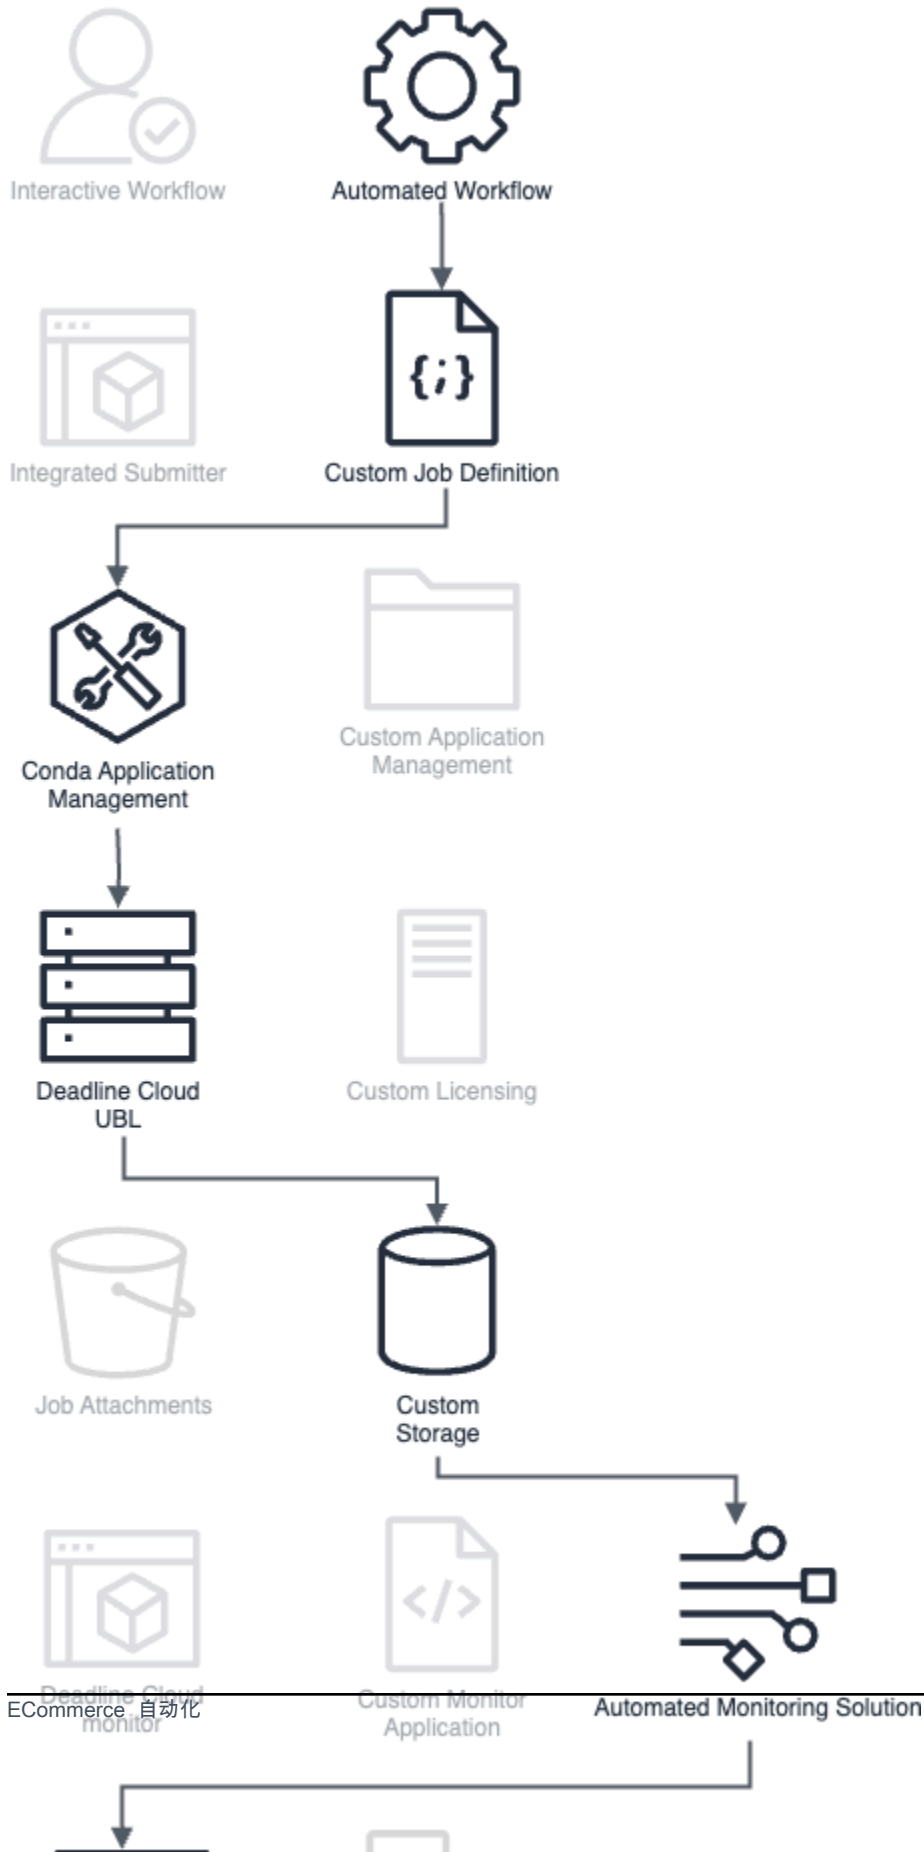 Interactive Workflow
Automated Workflow
{;}
Integrated Submitter
Custom Job Definition
Custom Application
Management
Conda Application
Management
Deadline Cloud
UBL
Custom Licensing
Job Attachments
Custom
Storage
</>
Deadline Cloud
monitor
Custom Monitor
Application
Automated Monitoring Solution
ECommerce 自动化